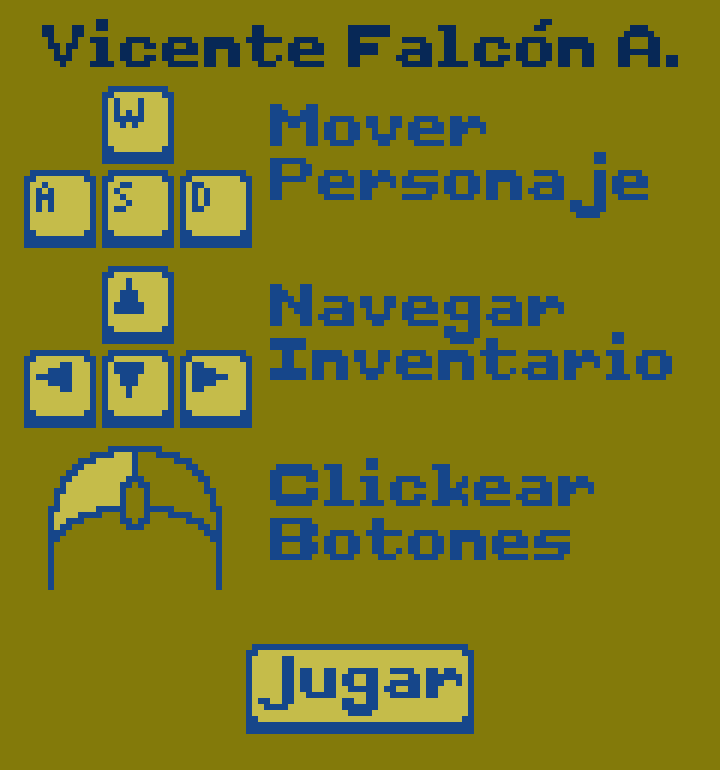 Vicente Falcón A.
W
A S D
Mover
Personaje
Navegar
Inventario
Clickear
Botones
Jugar